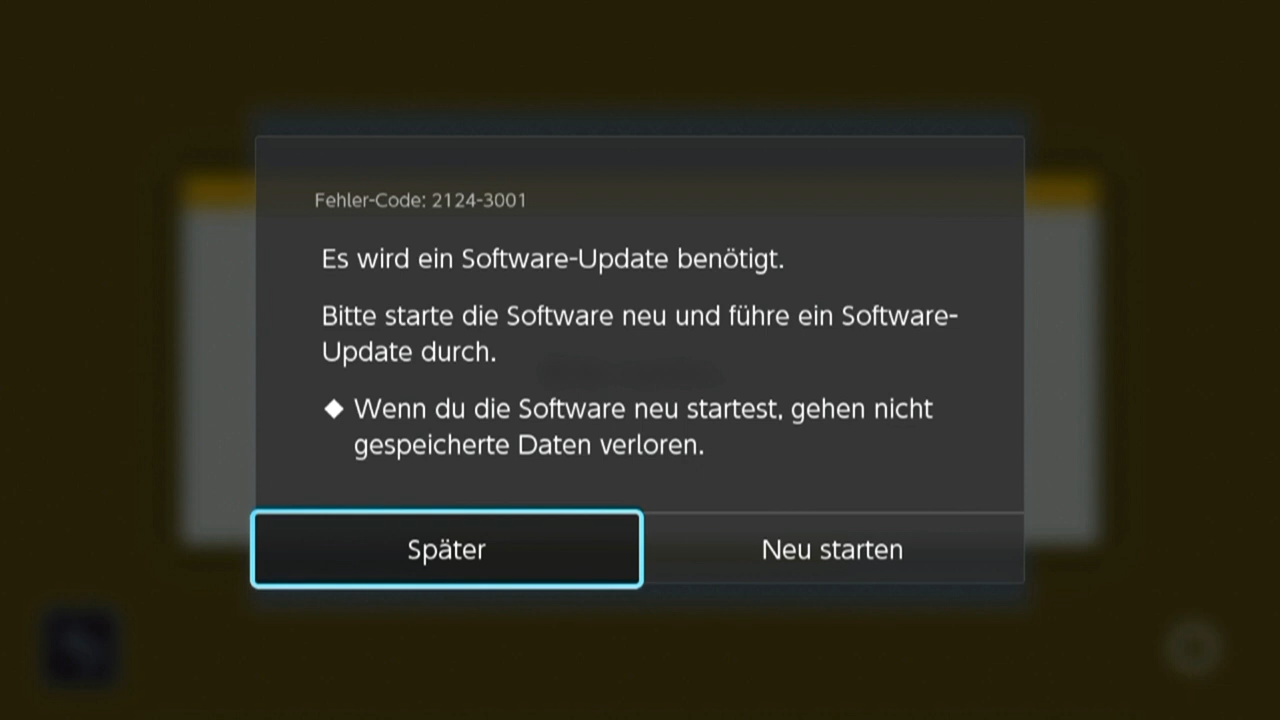 Fehler-Code: 2124-3001
Es wird ein Software-Update benötigt.
Bitte starte die Software neu und führe ein Software-
Update durch.
◆ Wenn du die Software neu startest, gehen nicht
gespeicherte Daten verloren.
Später
Neu starten